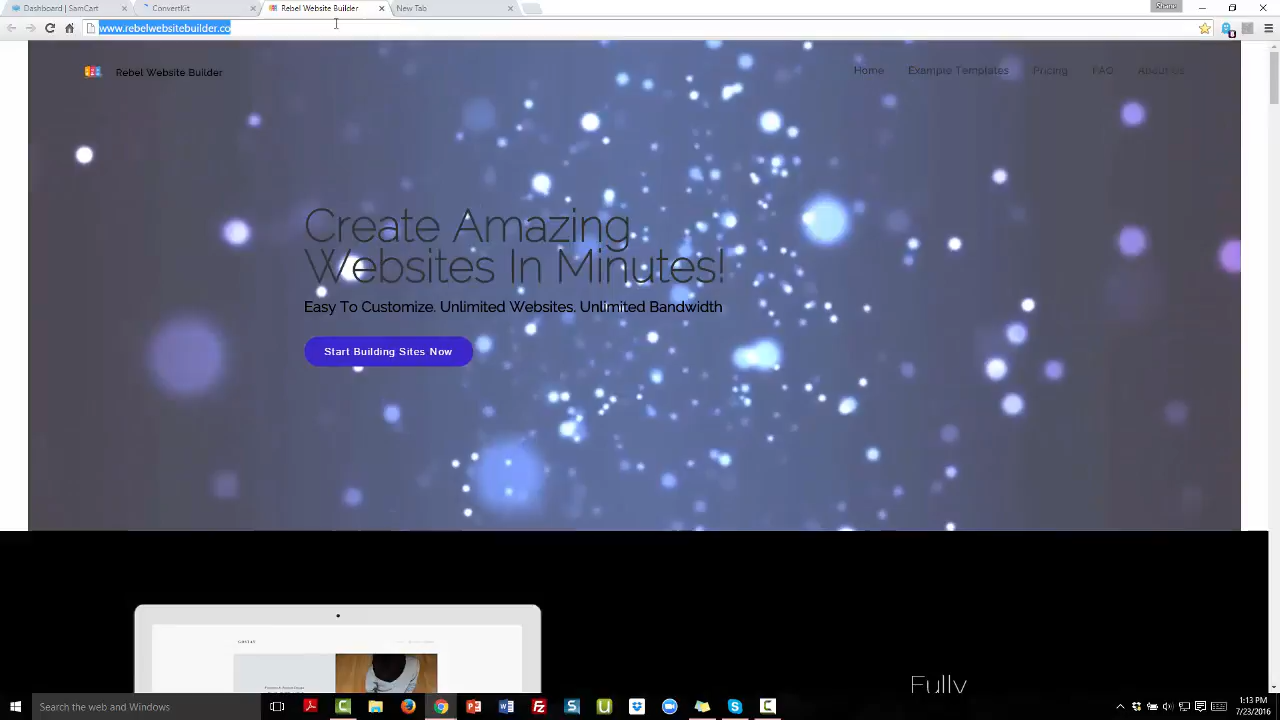 Dashboard | SamCart
ConvertKit
Rebel Website Builder
New Tab
www.rebelwebsitebuilder.co
Rebel Website Builder
Home
Example Templates
Pricing
FAQ
About Us
Create Amazing
Websites In Minutes!
Easy To Customize. Unlimited Websites. Unlimited Bandwidth
Start Building Sites Now
Fully
Search the web and Windows
1:13 PM
7/23/2016